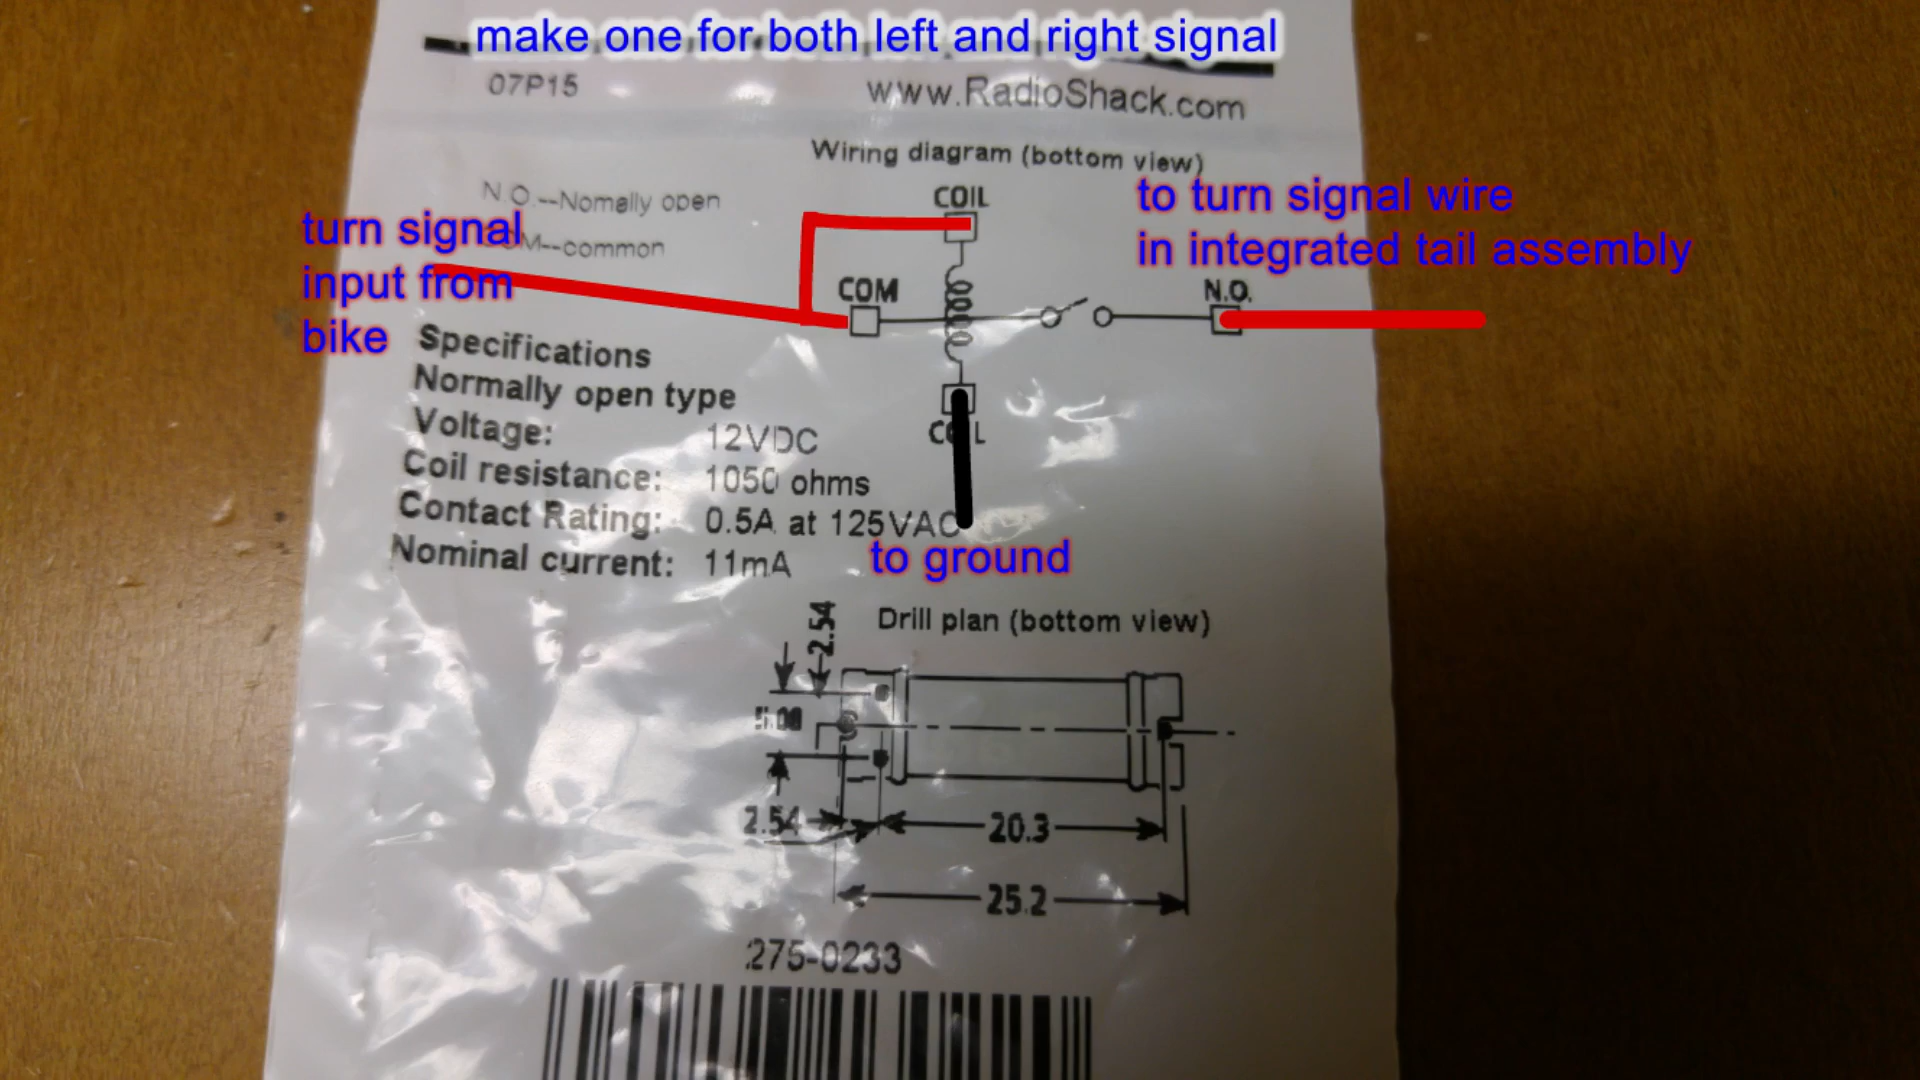 make one for both left and right signal
07P15
www.RadioShack.com
Wiring diagram (bottom view)
N.O.--Nomally open
COM--common
turn signal
input from
bike
COIL
COM
N.O.
to turn signal wire
in integrated tail assembly
COIL
to ground
Specifications
Normally open type
Voltage: 12VDC
Coil resistance: 1050 ohms
Contact Rating: 0.5A at 125VAC
Nominal current: 11mA
Drill plan (bottom view)
2.54
5.08
2.54
20.3
25.2
275-0233